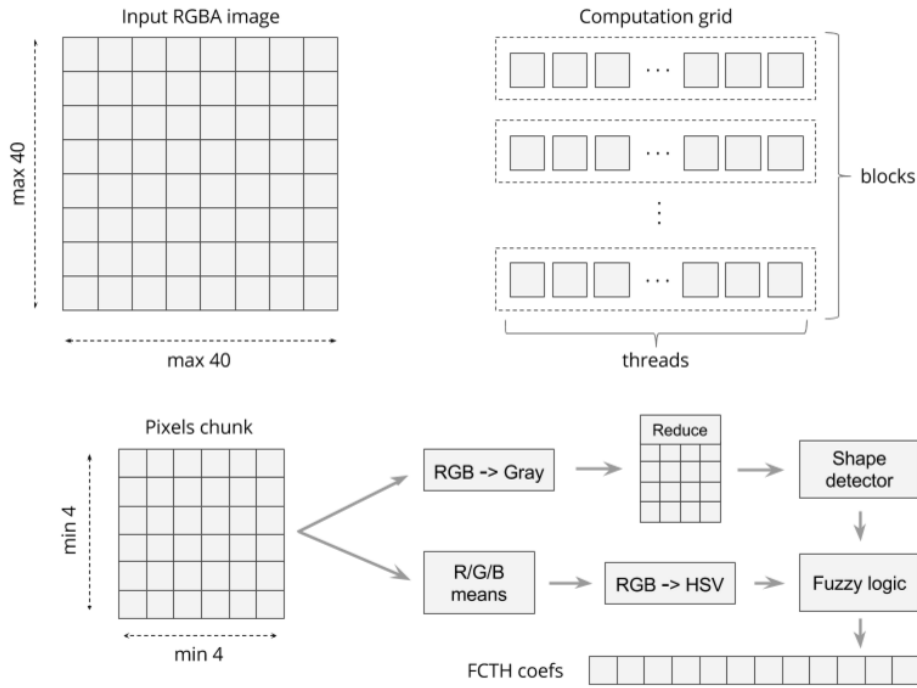 Input RGBA image
Computation grid
max 40
max 40
. . .
. . .
. . .
blocks
threads
Pixels chunk
min 4
min 4
RGB -> Gray
Reduce
Shape
detector
R/G/B
means
RGB -> HSV
Fuzzy logic
FCTH coefs